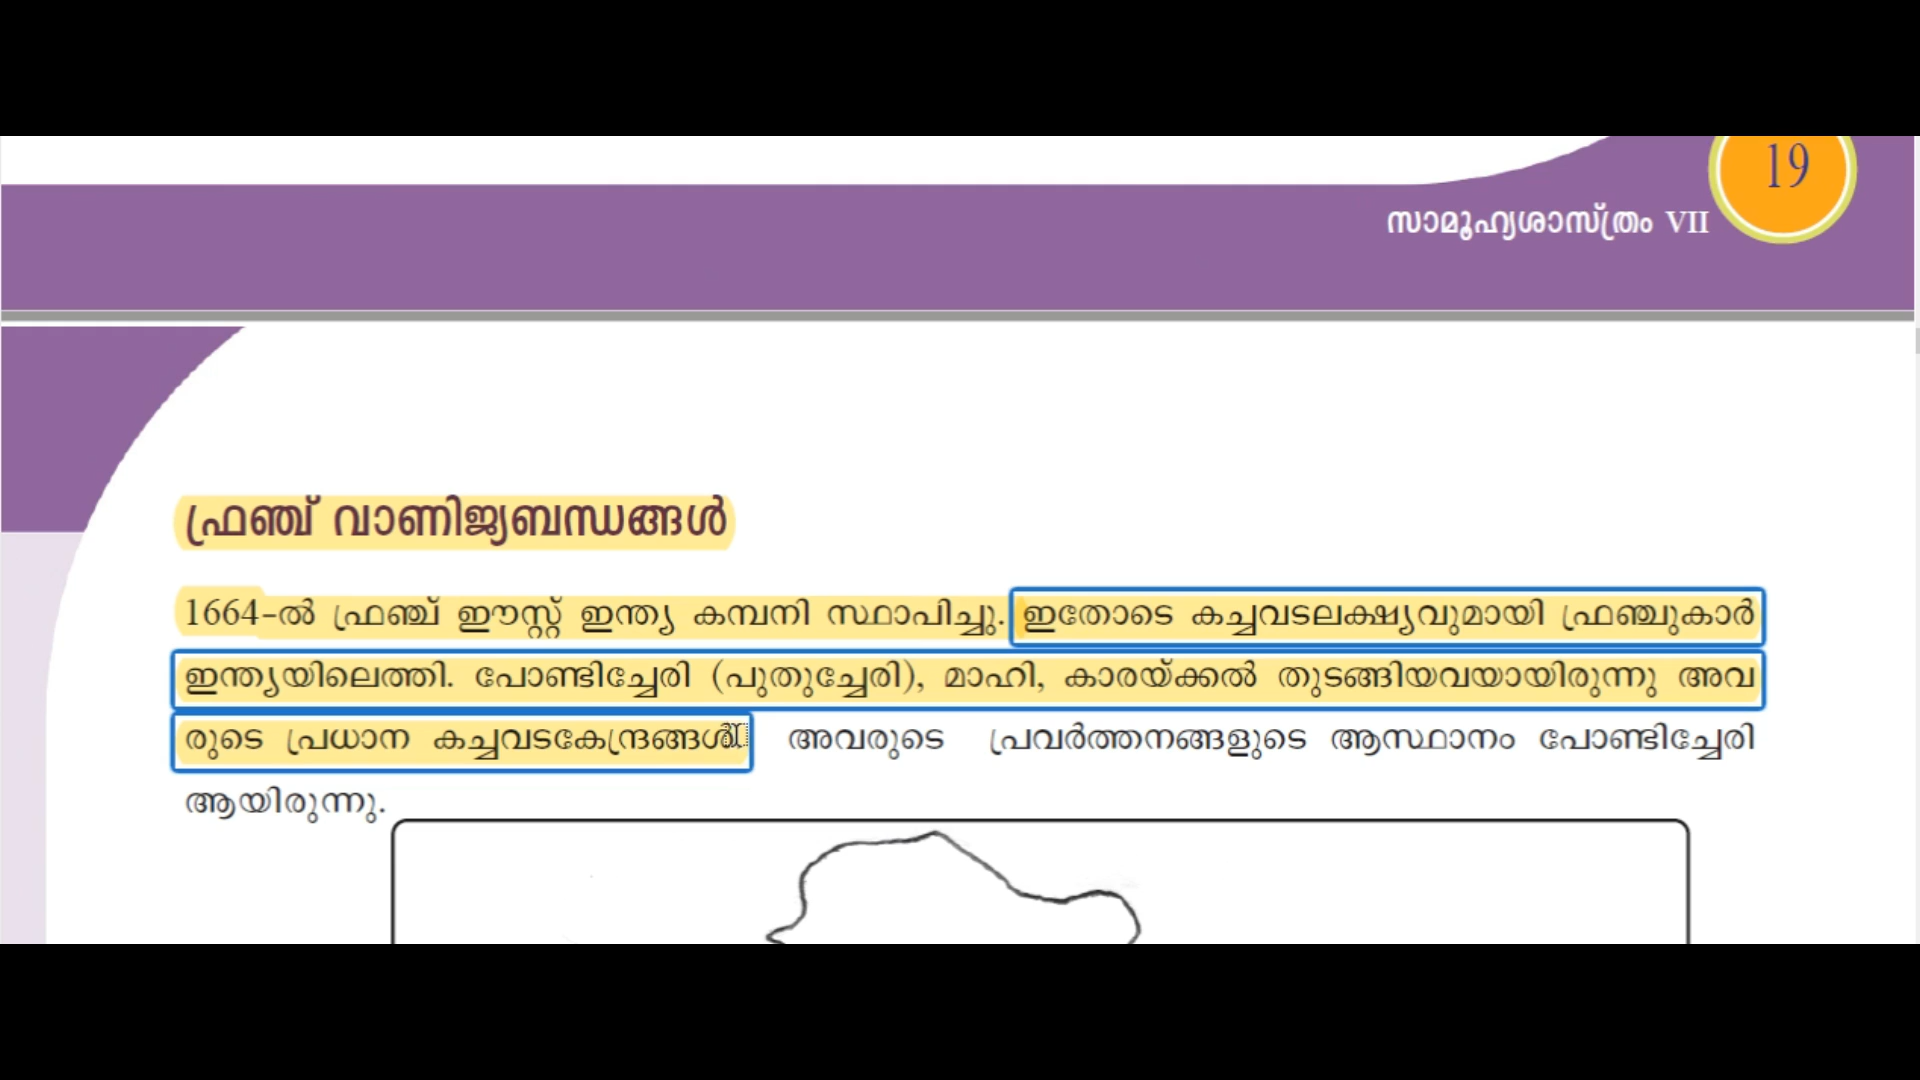 19
സാമൂഹ്യശാസ്ത്രം VII
ഫ്രഞ്ച് വാണിജ്യബന്ധങ്ങൾ
1664-ൽ ഫ്രഞ്ച് ഈസ്റ്റ് ഇന്ത്യ കമ്പനി സ്ഥാപിച്ചു. ഇതോടെ കച്ചവടലക്ഷ്യവുമായി ഫ്രഞ്ചുകാർ
ഇന്ത്യയിലെത്തി. പോണ്ടിച്ചേരി (പുതുച്ചേരി), മാഹി, കാരയ്ക്കൽ തുടങ്ങിയവയായിരുന്നു അവ
രുടെ പ്രധാന കച്ചവടകേന്ദ്രങ്ങൾ. അവരുടെ പ്രവർത്തനങ്ങളുടെ ആസ്ഥാനം പോണ്ടിച്ചേരി
ആയിരുന്നു.